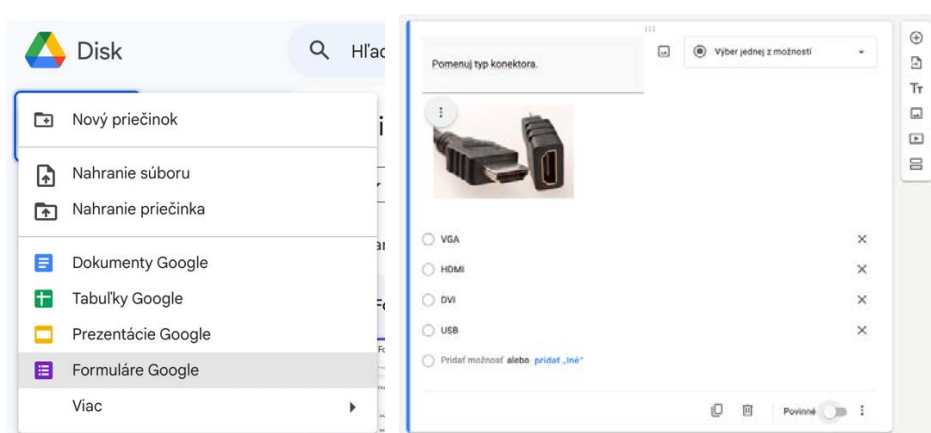 Disk
Hľad
Nový priečinok
Nahranie súboru
Nahranie priečinka
Dokumenty Google
Tabuľky Google
Prezentácie Google
Formuláre Google
Viac
Pomenuj typ konektora.
Výber jednej z možností
VGA
HDMI
DVI
USB
Pridať možnosť alebo pridať „Iné“
Povinné
Tт